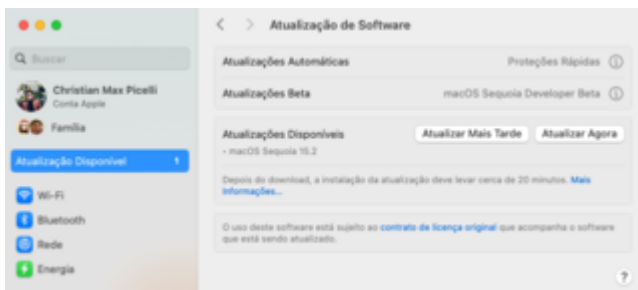 Atualização de Software
Buscar
Christian Max Picelli
Conta Apple
Família
Atualização Disponível 1
Wi-Fi
Bluetooth
Rede
Energia
Atualizações Automáticas Proteções Rápidas
Atualizações Beta macOS Sequoia Developer Beta
Atualizações Disponíveis Atualizar Mais Tarde Atualizar Agora
- macOS Sequoia 15.2
Depois do download, a instalação da atualização deve levar cerca de 20 minutos. Mais
Informações...
O uso deste software está sujeito ao contrato de licença original que acompanha o software
que está sendo atualizado.
?